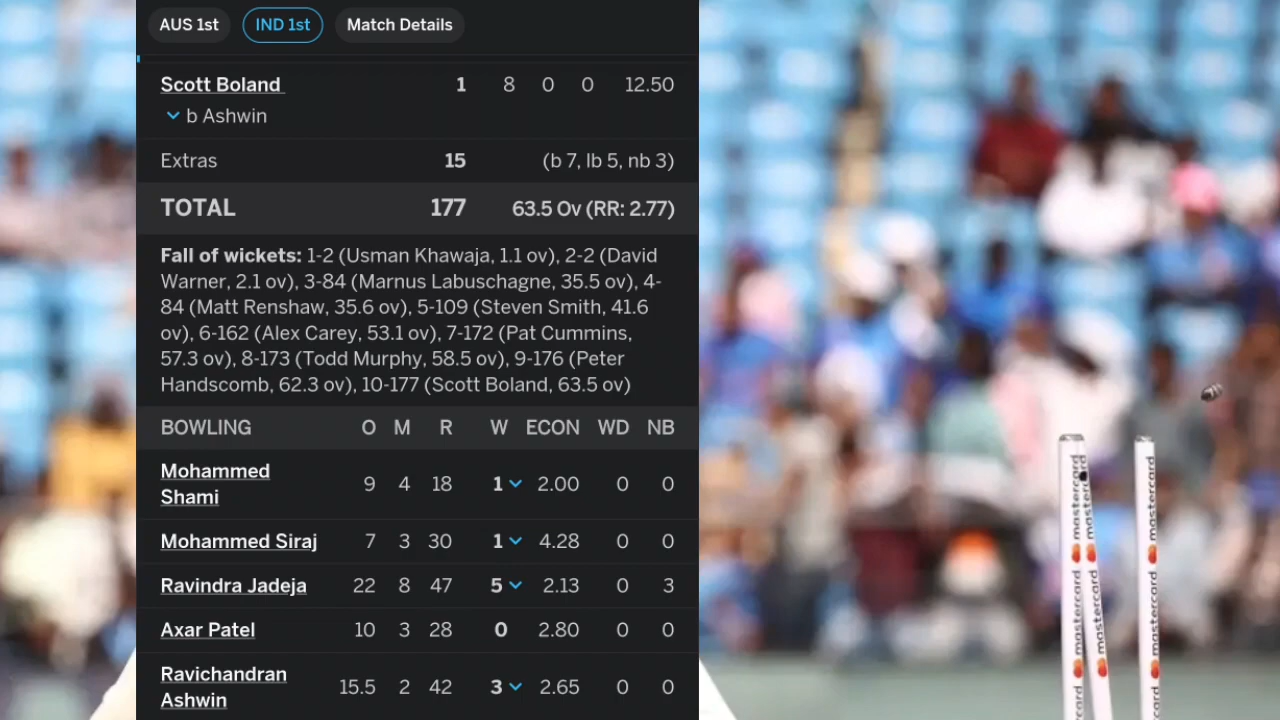 AUS 1st IND 1st Match Details
Scott Boland 1 8 0 0 12.50
b Ashwin
Extras 15 (b 7, lb 5, nb 3)
TOTAL 177 63.5 Ov (RR: 2.77)
Fall of wickets: 1-2 (Usman Khawaja, 1.1 ov), 2-2 (David
Warner, 2.1 ov), 3-84 (Marnus Labuschagne, 35.5 ov), 4-
84 (Matt Renshaw, 35.6 ov), 5-109 (Steven Smith, 41.6
ov), 6-162 (Alex Carey, 53.1 ov), 7-172 (Pat Cummins,
57.3 ov), 8-173 (Todd Murphy, 58.5 ov), 9-176 (Peter
Handscomb, 62.3 ov), 10-177 (Scott Boland, 63.5 ov)
BOWLING O M R W ECON WD NB
Mohammed
Shami 9 4 18 1 2.00 0 0
Mohammed Siraj 7 3 30 1 4.28 0 0
Ravindra Jadeja 22 8 47 5 2.13 0 3
Axar Patel 10 3 28 0 2.80 0 0
Ravichandran
Ashwin 15.5 2 42 3 2.65 0 0
mastercard
mastercard
mastercard
mastercard
mastercard
mastercard
card
card